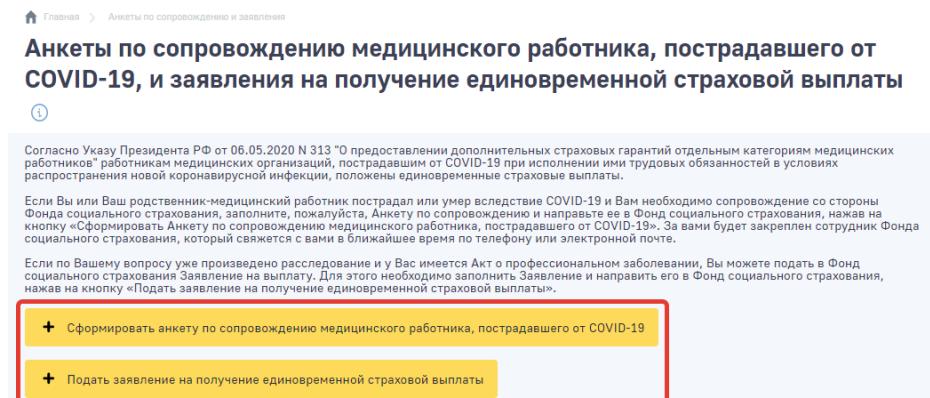 Главная > Анкеты по сопровождению и заявления
Анкеты по сопровождению медицинского работника, пострадавшего от
COVID-19, и заявления на получение единовременной страховой выплаты
i
Согласно Указу Президента РФ от 06.05.2020 N 313 "О предоставлении дополнительных страховых гарантий отдельным категориям медицинских
работников" работникам медицинских организаций, пострадавшим от COVID-19 при исполнении ими трудовых обязанностей в условиях
распространения новой коронавирусной инфекции, положены единовременные страховые выплаты.
Если Вы или Ваш родственник-медицинский работник пострадал или умер вследствие COVID-19 и Вам необходимо сопровождение со стороны
Фонда социального страхования, заполните, пожалуйста, Анкету по сопровождению и направьте ее в Фонд социального страхования, нажав на
кнопку «Сформировать Анкету по сопровождению медицинского работника, пострадавшего от COVID-19». За вами будет закреплен сотрудник Фонда
социального страхования, который свяжется с вами в ближайшее время по телефону или электронной почте.
Если по Вашему вопросу уже произведено расследование и у Вас имеется Акт о профессиональном заболевании, Вы можете подать в Фонд
социального страхования Заявление на выплату. Для этого необходимо заполнить Заявление и направить его в Фонд социального страхования,
нажав на кнопку «Подать заявление на получение единовременной страховой выплаты».
+ Сформировать анкету по сопровождению медицинского работника, пострадавшего от COVID-19
+ Подать заявление на получение единовременной страховой выплаты